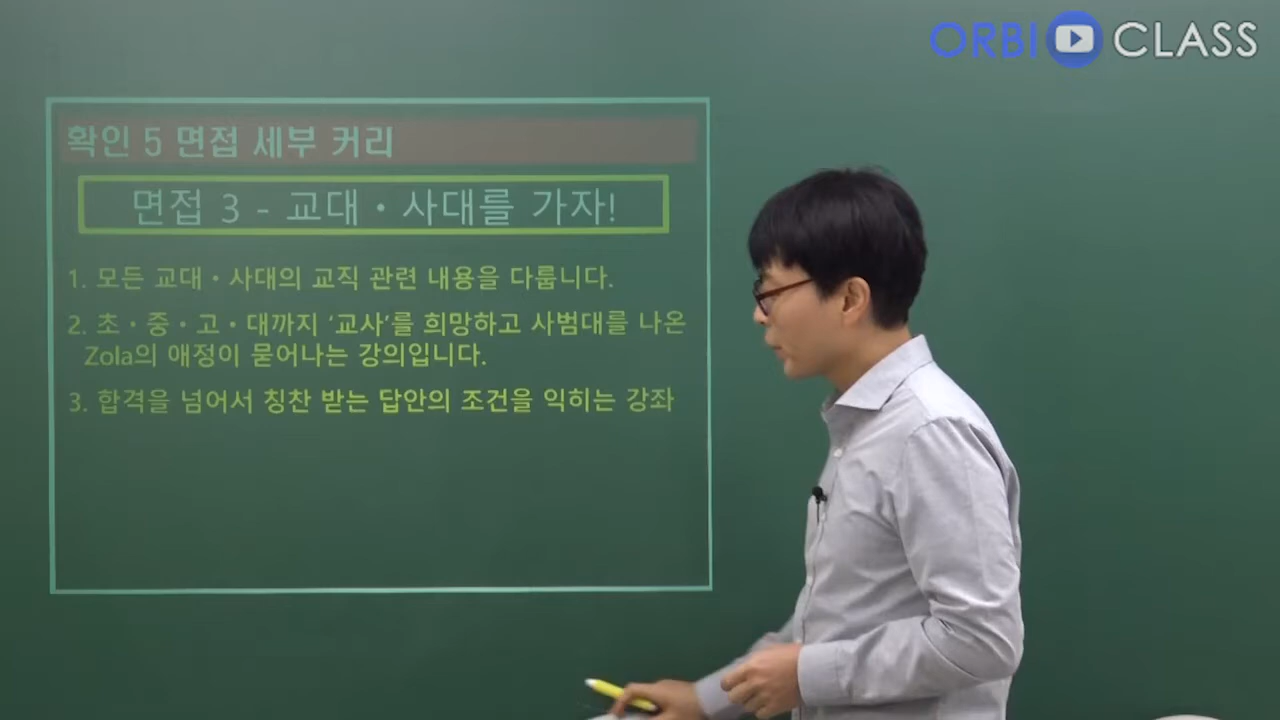 ORBI CLASS
확인 5 면접 세부 커리
면접 3 - 교대・사대를 가자!
1. 모든 교대・사대의 교직 관련 내용을 다룹니다.
2. 초・중・고・대까지 ‘교사’를 희망하고 사범대를 나온
Zola의 애정이 묻어나는 강의입니다.
3. 합격을 넘어서 칭찬 받는 답안의 조건을 익히는 강좌